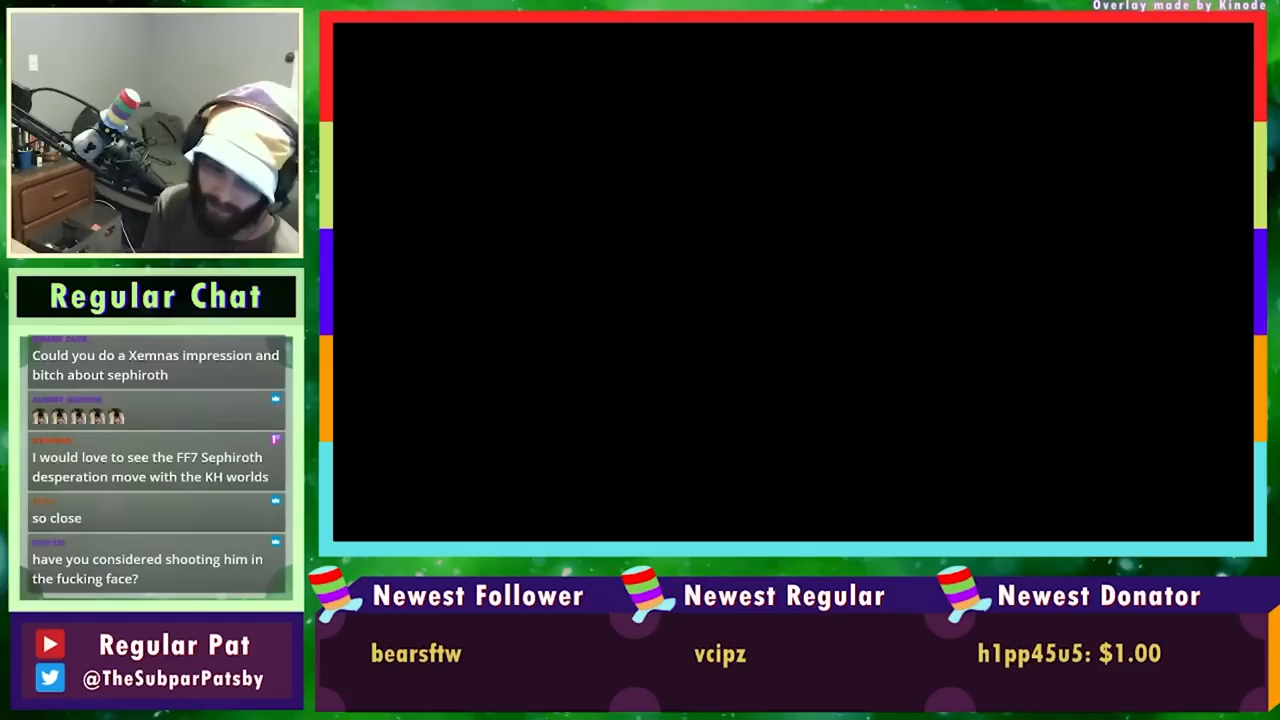 Overlay made by Kinode
Regular Chat
Could you do a Xemnas impression and
bitch about sephiroth
I would love to see the FF7 Sephiroth
desperation move with the KH worlds
so close
have you considered shooting him in
the fucking face?
Regular Pat
@TheSubparPatsby
Newest Follower
bearsftw
Newest Regular
vcipz
Newest Donator
h1pp45u5: $1.00